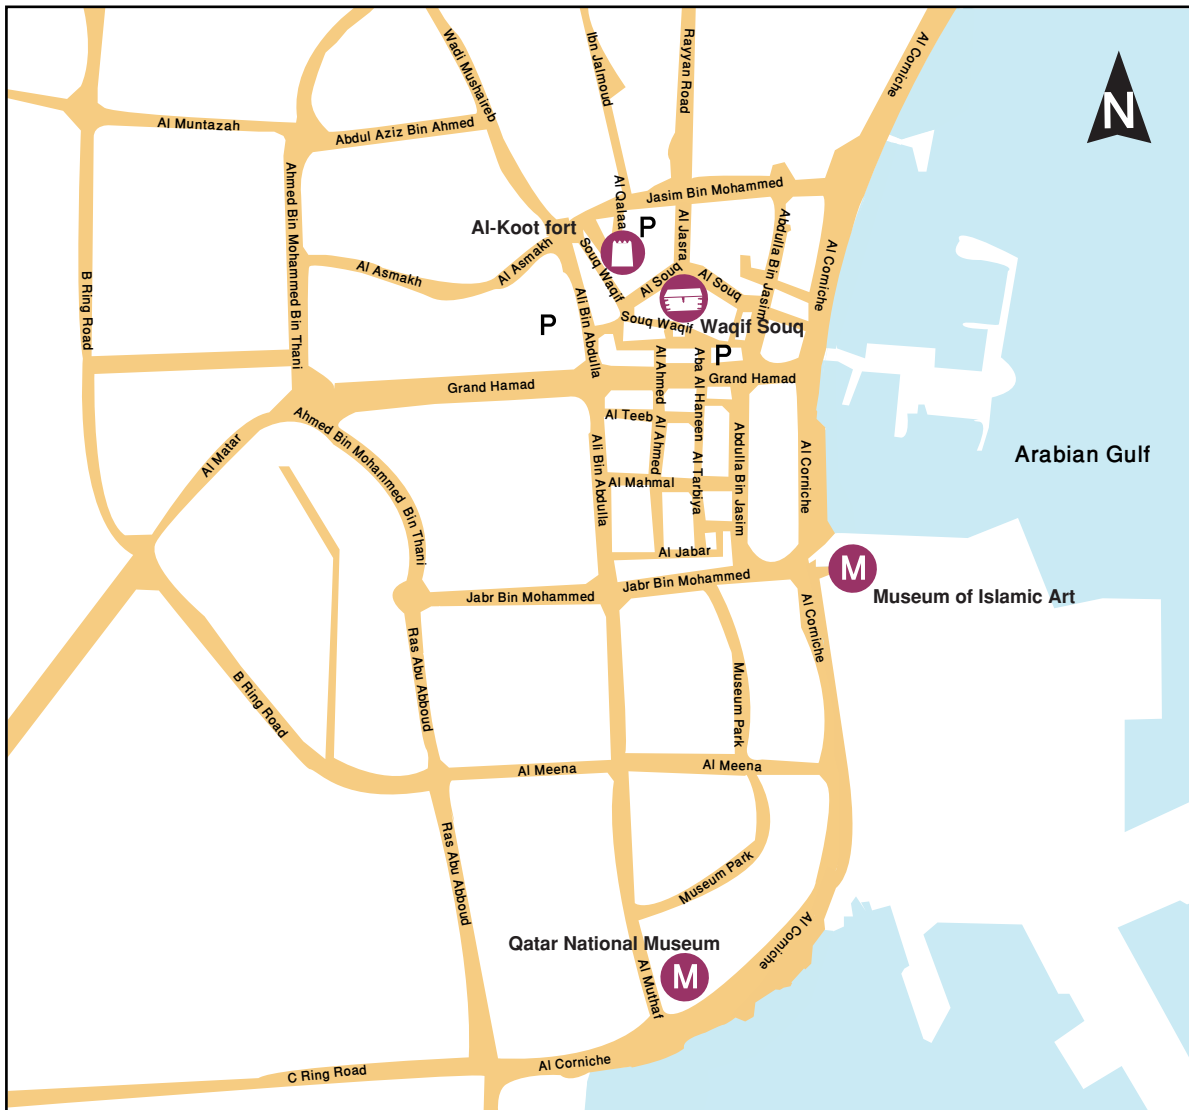 Wadi Mushaireb
Ibn Jalmoud
Rayyan Road
Al Corniche
N
Al Muntazah
Abdul Aziz Bin Ahmed
Ahmed Bin Mohammed Bin Thani
Al Qalaa
Jasim Bin Mohammed
P
Al-Koot fort
Al Jasra
Abdulla Bin Jasim
Al Corniche
B Ring Road
Al Asmakh
Al Asmakh
Souq Waqif
Al Souq
Al Souq
Ali Bin Abdulla
P
Souq Waqif
Waqif Souq
P
Al Ahmed
Aba Al Haneen
Grand Hamad
Grand Hamad
Al Teeb
Al Ahmed
Al Matar
Ahmed Bin Mohammed Bin Thani
Ali Bin Abdulla
Al Tarbiya
Abdulla Bin Jasim
Al Corniche
Arabian Gulf
Al Mahmal
Al Jabar
Jabr Bin Mohammed
Jabr Bin Mohammed
M
Museum of Islamic Art
Al Corniche
Ras Abu Abboud
B Ring Road
Museum Park
Al Meena
Al Meena
Ras Abu Abboud
Museum Park
Qatar National Museum
M
Al Muthaf
Al Corniche
Al Corniche
C Ring Road